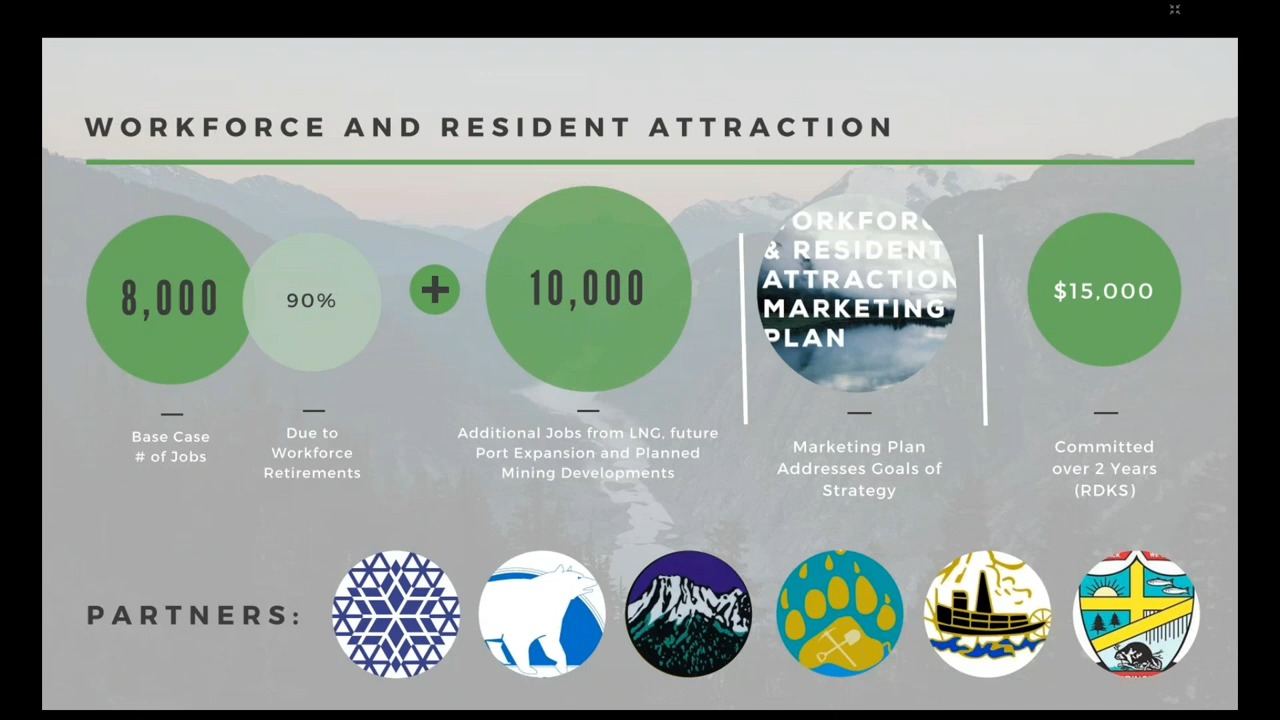 WORKFORCE AND RESIDENT ATTRACTION
8,000
90%
10,000
ORKFORC
& RESIDENT
ATTRACTION
MARKETING
PLAN
$15,000
Base Case
# of Jobs
Due to
Workforce
Retirements
Additional Jobs from LNG, future
Port Expansion and Planned
Mining Developments
Marketing Plan
Addresses Goals of
Strategy
Committed
over 2 Years
(RDKS)
PARTNERS: